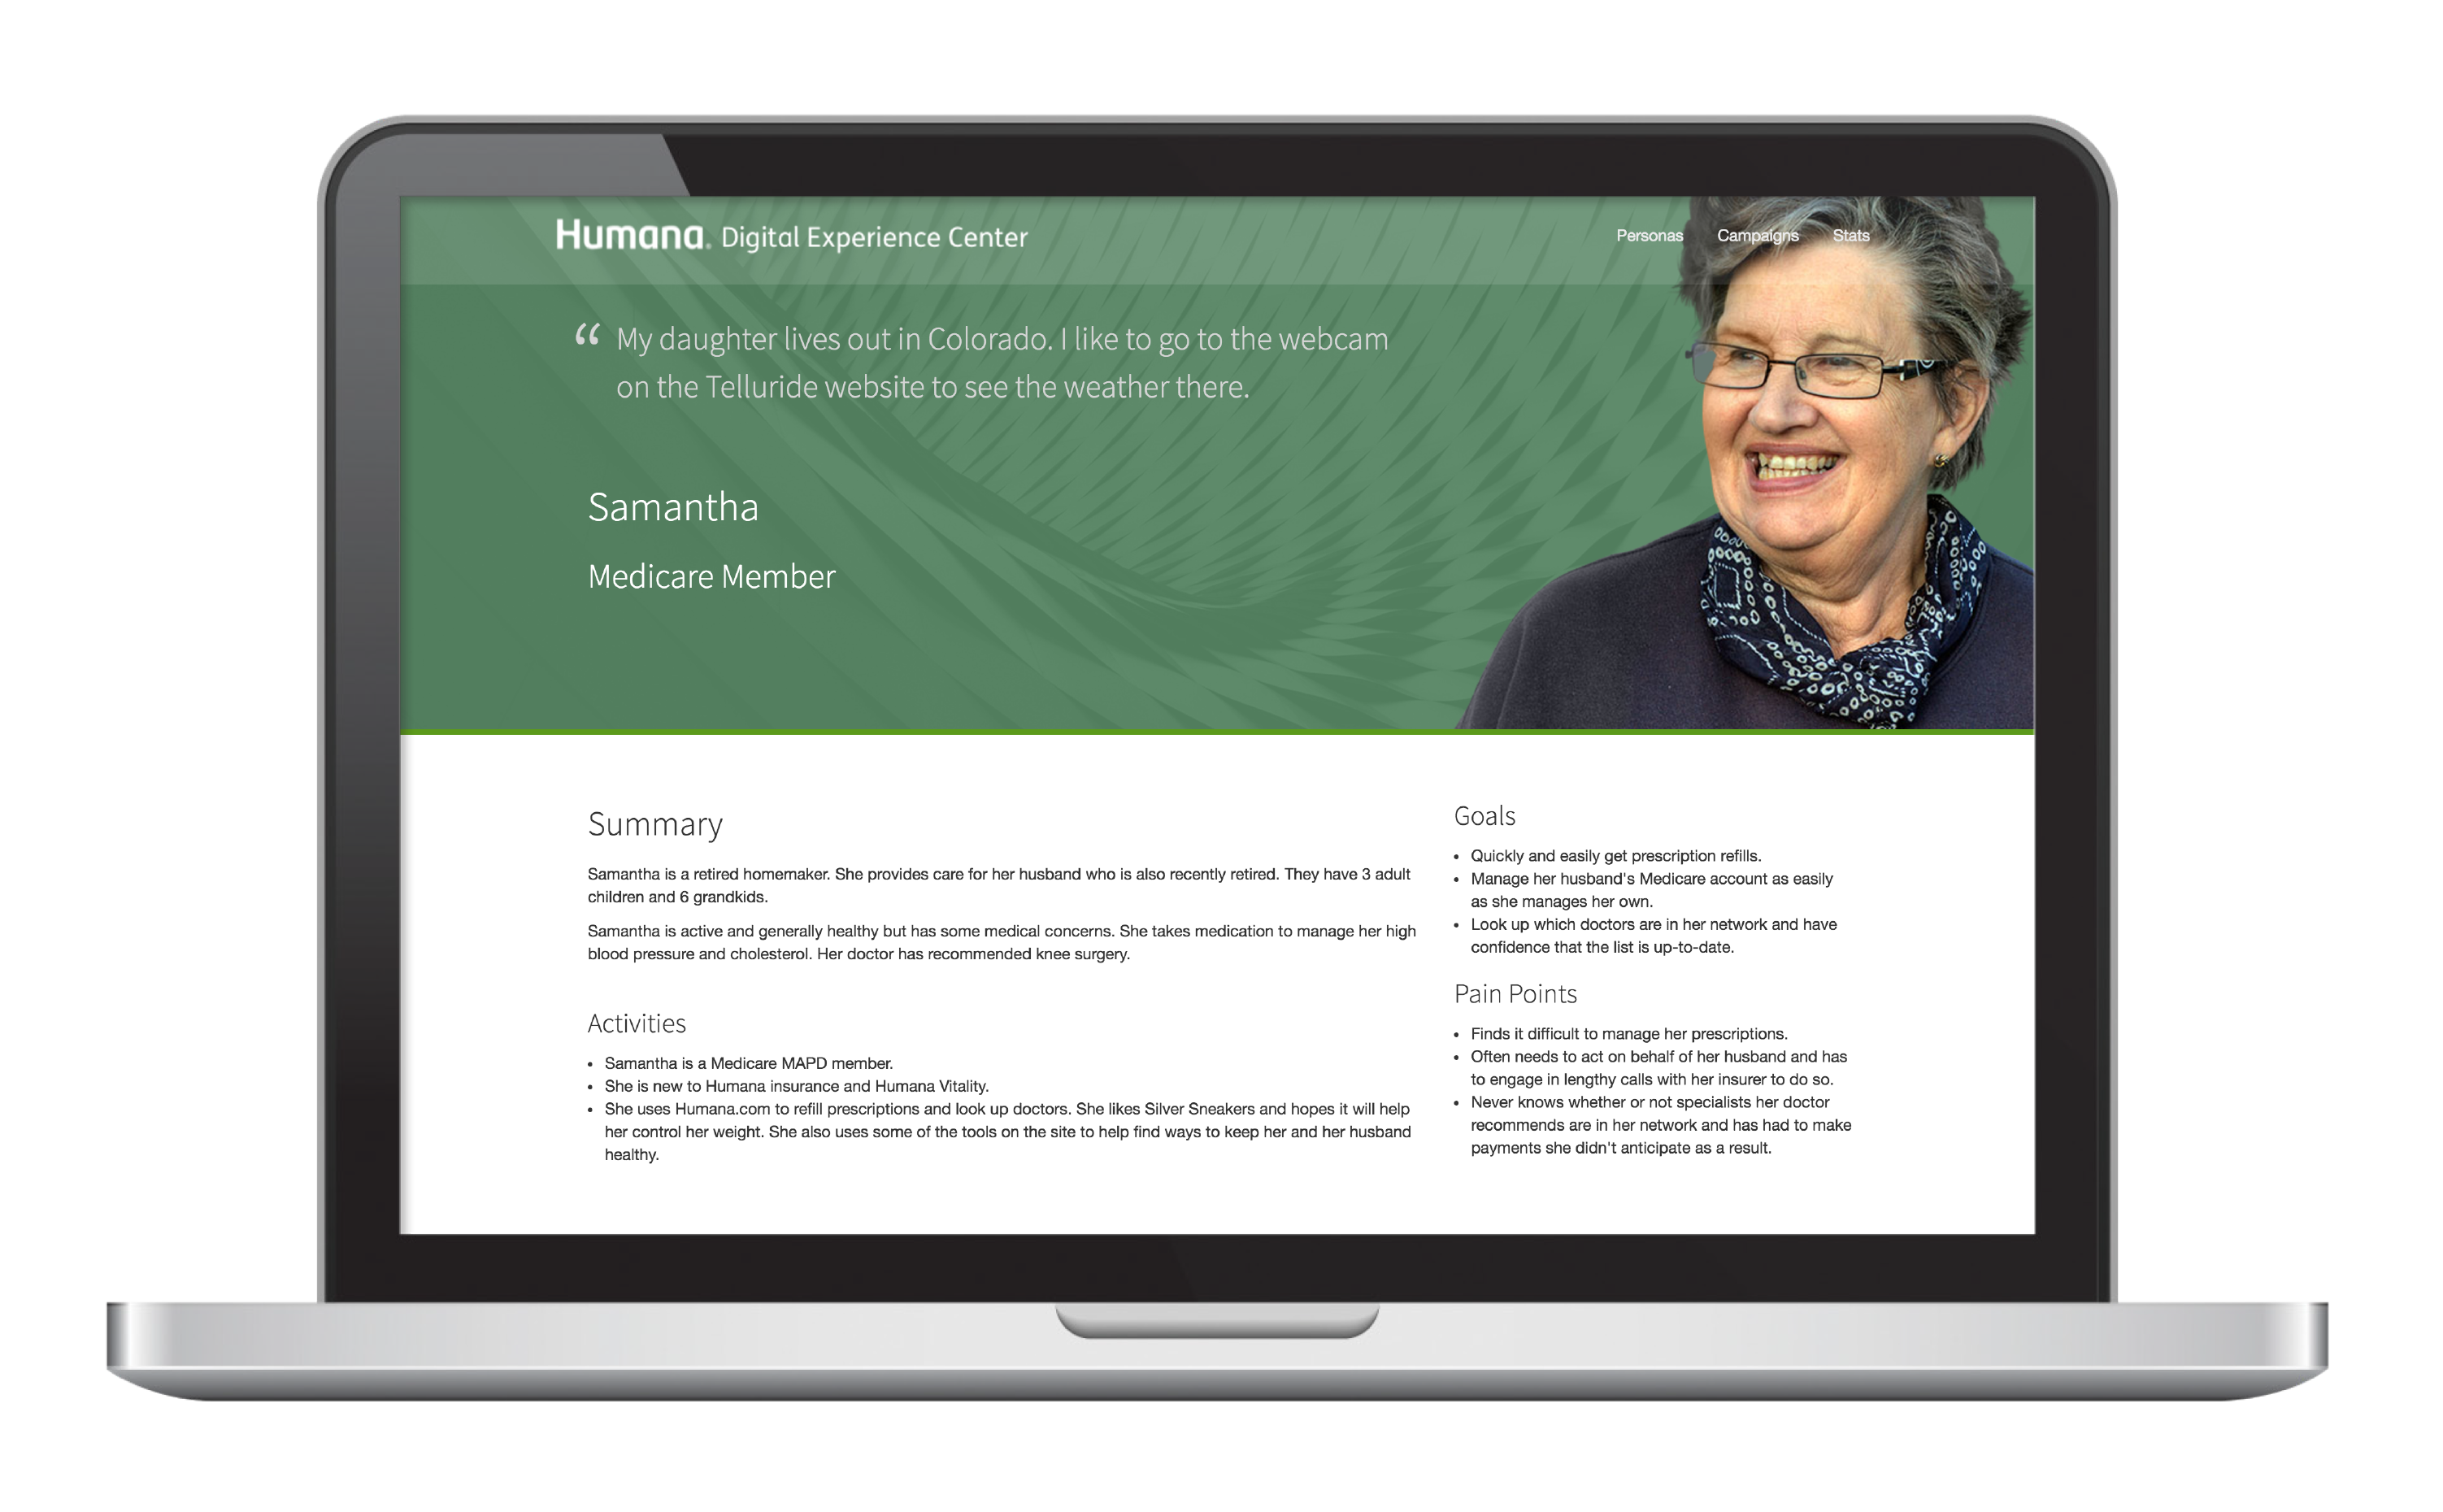 Humana. Digital Experience Center
Personas Campaigns Stats
“ My daughter lives out in Colorado. I like to go to the webcam
on the Telluride website to see the weather there.
Samantha
Medicare Member
Summary
Samantha is a retired homemaker. She provides care for her husband who is also recently retired. They have 3 adult
children and 6 grandkids.
Samantha is active and generally healthy but has some medical concerns. She takes medication to manage her high
blood pressure and cholesterol. Her doctor has recommended knee surgery.
Activities
• Samantha is a Medicare MAPD member.
• She is new to Humana insurance and Humana Vitality.
• She uses Humana.com to refill prescriptions and look up doctors. She likes Silver Sneakers and hopes it will help
her control her weight. She also uses some of the tools on the site to help find ways to keep her and her husband
healthy.
Goals
• Quickly and easily get prescription refills.
• Manage her husband's Medicare account as easily
as she manages her own.
• Look up which doctors are in her network and have
confidence that the list is up-to-date.
Pain Points
• Finds it difficult to manage her prescriptions.
• Often needs to act on behalf of her husband and has
to engage in lengthy calls with her insurer to do so.
• Never knows whether or not specialists her doctor
recommends are in her network and has had to make
payments she didn't anticipate as a result.